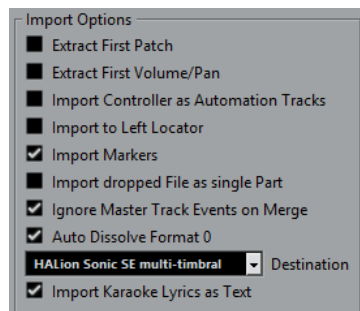 Import Options
Extract First Patch
Extract First Volume/Pan
Import Controller as Automation Tracks
Import to Left Locator
Import Markers
Import dropped File as single Part
Ignore Master Track Events on Merge
Auto Dissolve Format 0
HALion Sonic SE multi-timbral Destination
Import Karaoke Lyrics as Text